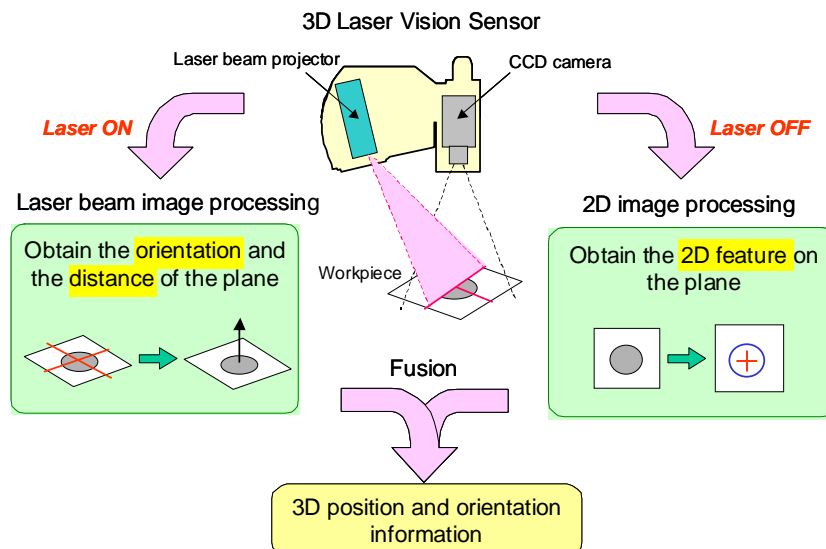 3D Laser Vision Sensor
Laser beam projector
CCD camera
Laser ON
Laser OFF
Laser beam image processing
Obtain the orientation and
the distance of the plane
Workpiece
2D image processing
Obtain the 2D feature on
the plane
Fusion
3D position and orientation
information